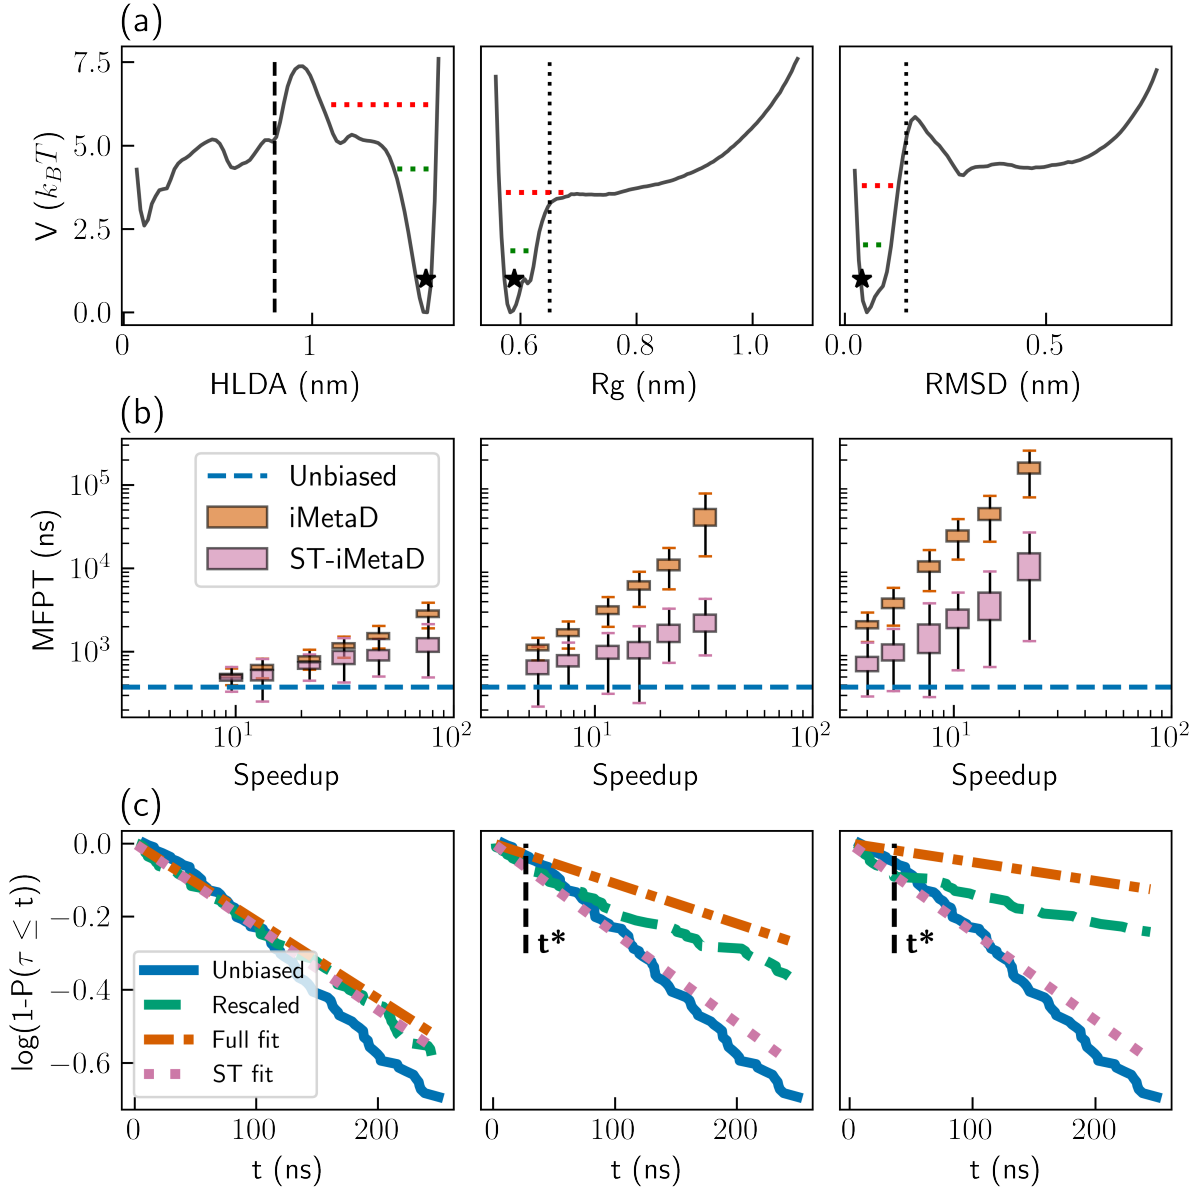 (a)
V (k_BT)
7.5
5.0
2.5
0.0
0 1
HLDA (nm)
0.6 0.8 1.0
Rg (nm)
0.0 0.5
RMSD (nm)
(b)
MFPT (ns)
10^5
10^4
10^3
Unbiased
iMetaD
ST-iMetaD
10^1 10^2
Speedup
10^1 10^2
Speedup
10^1 10^2
Speedup
(c)
log(1-P(τ ≤ t))
0.0
−0.2
−0.4
−0.6
Unbiased
Rescaled
Full fit
ST fit
t*
t*
0 100 200
t (ns)
0 100 200
t (ns)
0 100 200
t (ns)